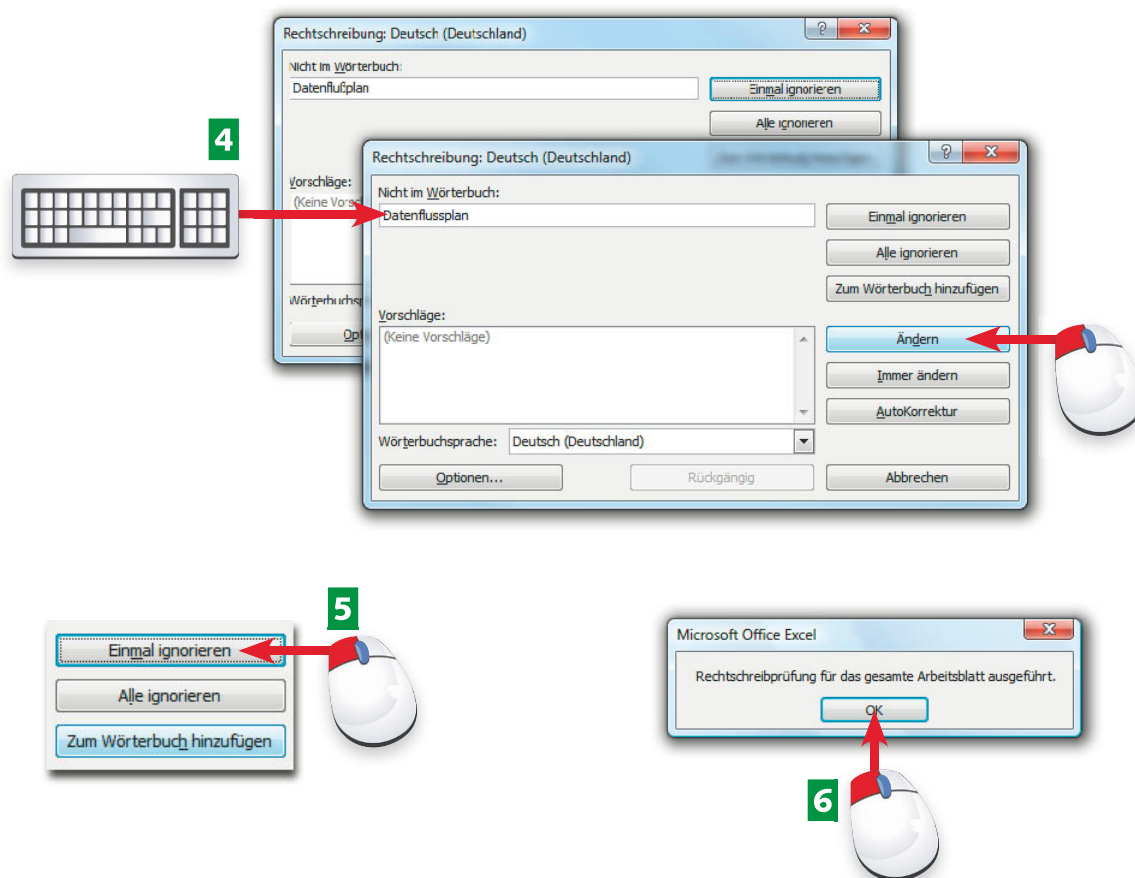 Rechtschreibung: Deutsch (Deutschland)
Nicht im Wörterbuch:
Datenflußplan
Einmal ignorieren
Alle ignorieren
4
Vorschläge:
(Keine
Rechtschreibung: Deutsch (Deutschland)
Nicht im Wörterbuch:
Datenflussplan
Einmal ignorieren
Alle ignorieren
Zum Wörterbuch hinzufügen
Vorschläge:
(Keine Vorschläge)
Ändern
Immer ändern
AutoKorrektur
Wörterbuchsprache: Deutsch (Deutschland)
Optionen...
Rückgängig
Abbrechen
5
Einmal ignorieren
Alle ignorieren
Zum Wörterbuch hinzufügen
Microsoft Office Excel
Rechtschreibprüfung für das gesamte Arbeitsblatt ausgeführt.
OK
6